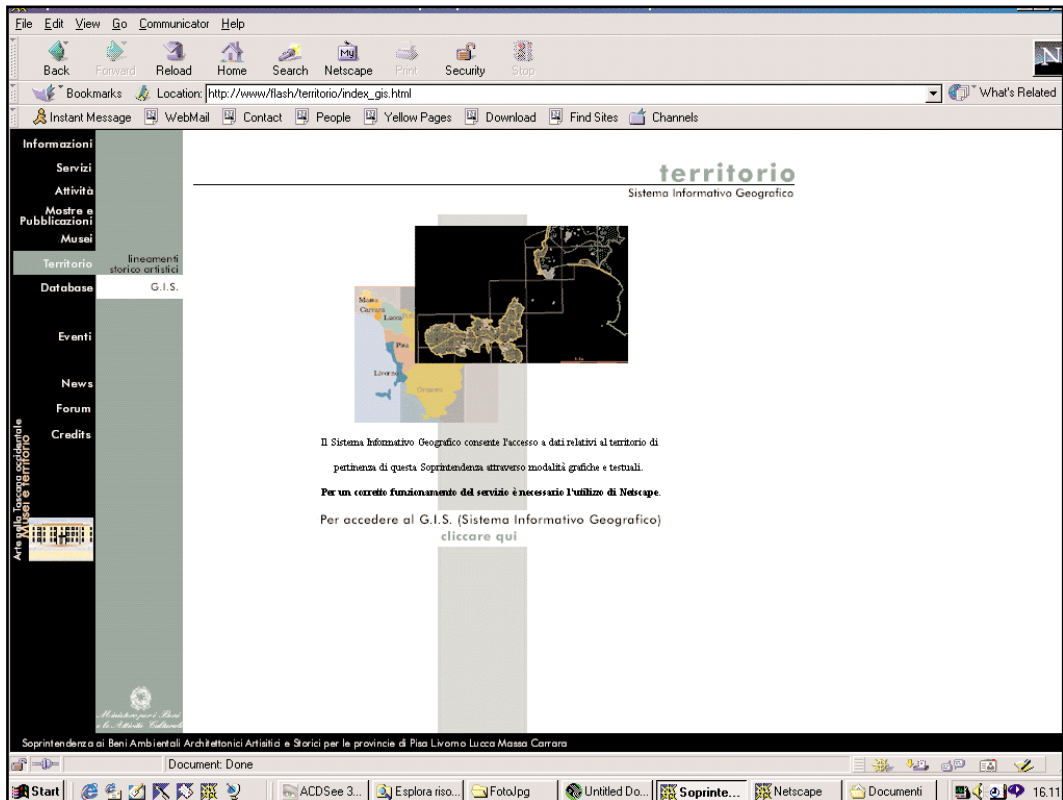 File Edit View Go Communicator Help
Back Forward Reload Home Search Netscape Print Security Stop
Bookmarks Location: http://www/flash/territorio/index_gis.html What's Related
Instant Message WebMail Contact People Yellow Pages Download Find Sites Channels
Informazioni
Servizi
Attività
Mostre e
Pubblicazioni
Musei
Territorio
lineamenti
storico artistici
Database
G.I.S.
Eventi
News
Forum
Credits
Arte nella Toscana occidentale
Musei e territorio
territorio
Sistema Informativo Geografico
Massa
Carrara
Lucca
Pisa
Livorno
Grosseto
Il Sistema Informativo Geografico consente l'accesso a dati relativi al territorio di
pertinenza di questa Soprintendenza attraverso modalità grafiche e testuali.
Per un corretto funzionamento del servizio è necessario l'utilizzo di Netscape.
Per accedere al G.I.S. (Sistema Informativo Geografico)
cliccare qui
Ministero per i Beni
e le Attività Culturali
Soprintendenza ai Beni Ambientali Architettonici Artisitici e Storici per le provincie di Pisa Livorno Lucca Massa Carrara
Document: Done
Start ACDSee 3... Esplora riso... FotoJpg Untitled Do... Soprinte... Netscape Documenti 16.11